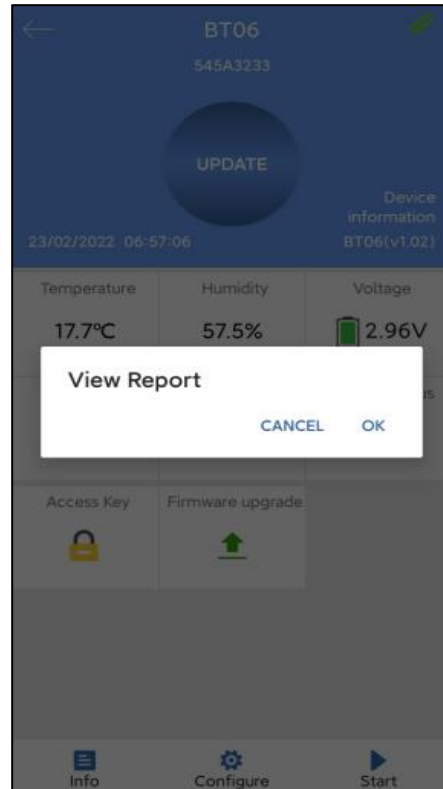 BT06
545A3233
UPDATE
Device
information
23/02/2022 06:57:06
BT06(v1.02)
Temperature
Humidity
Voltage
17.7℃
57.5%
2.96V
View Report
CANCEL
OK
Access Key
Firmware upgrade
Info
Configure
Start